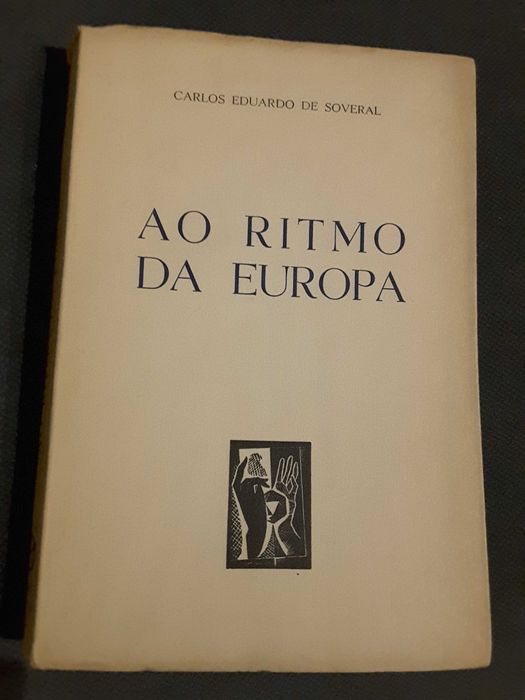 CARLOS EDUARDO DE SOVERAL
AO RITMO
DA EUROPA